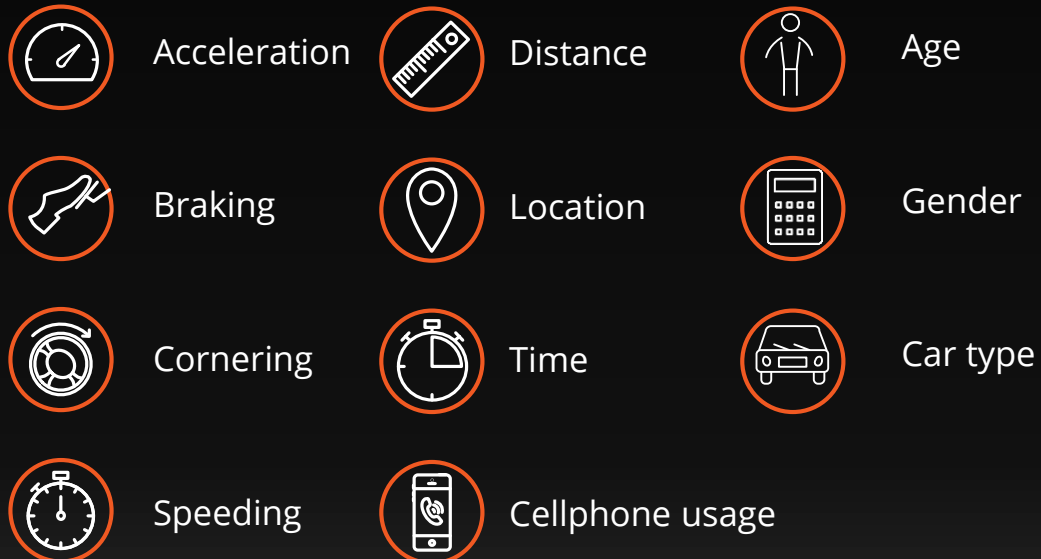 Acceleration
Braking
Cornering
Speeding
Distance
Location
Time
Cellphone usage
Age
Gender
Car type